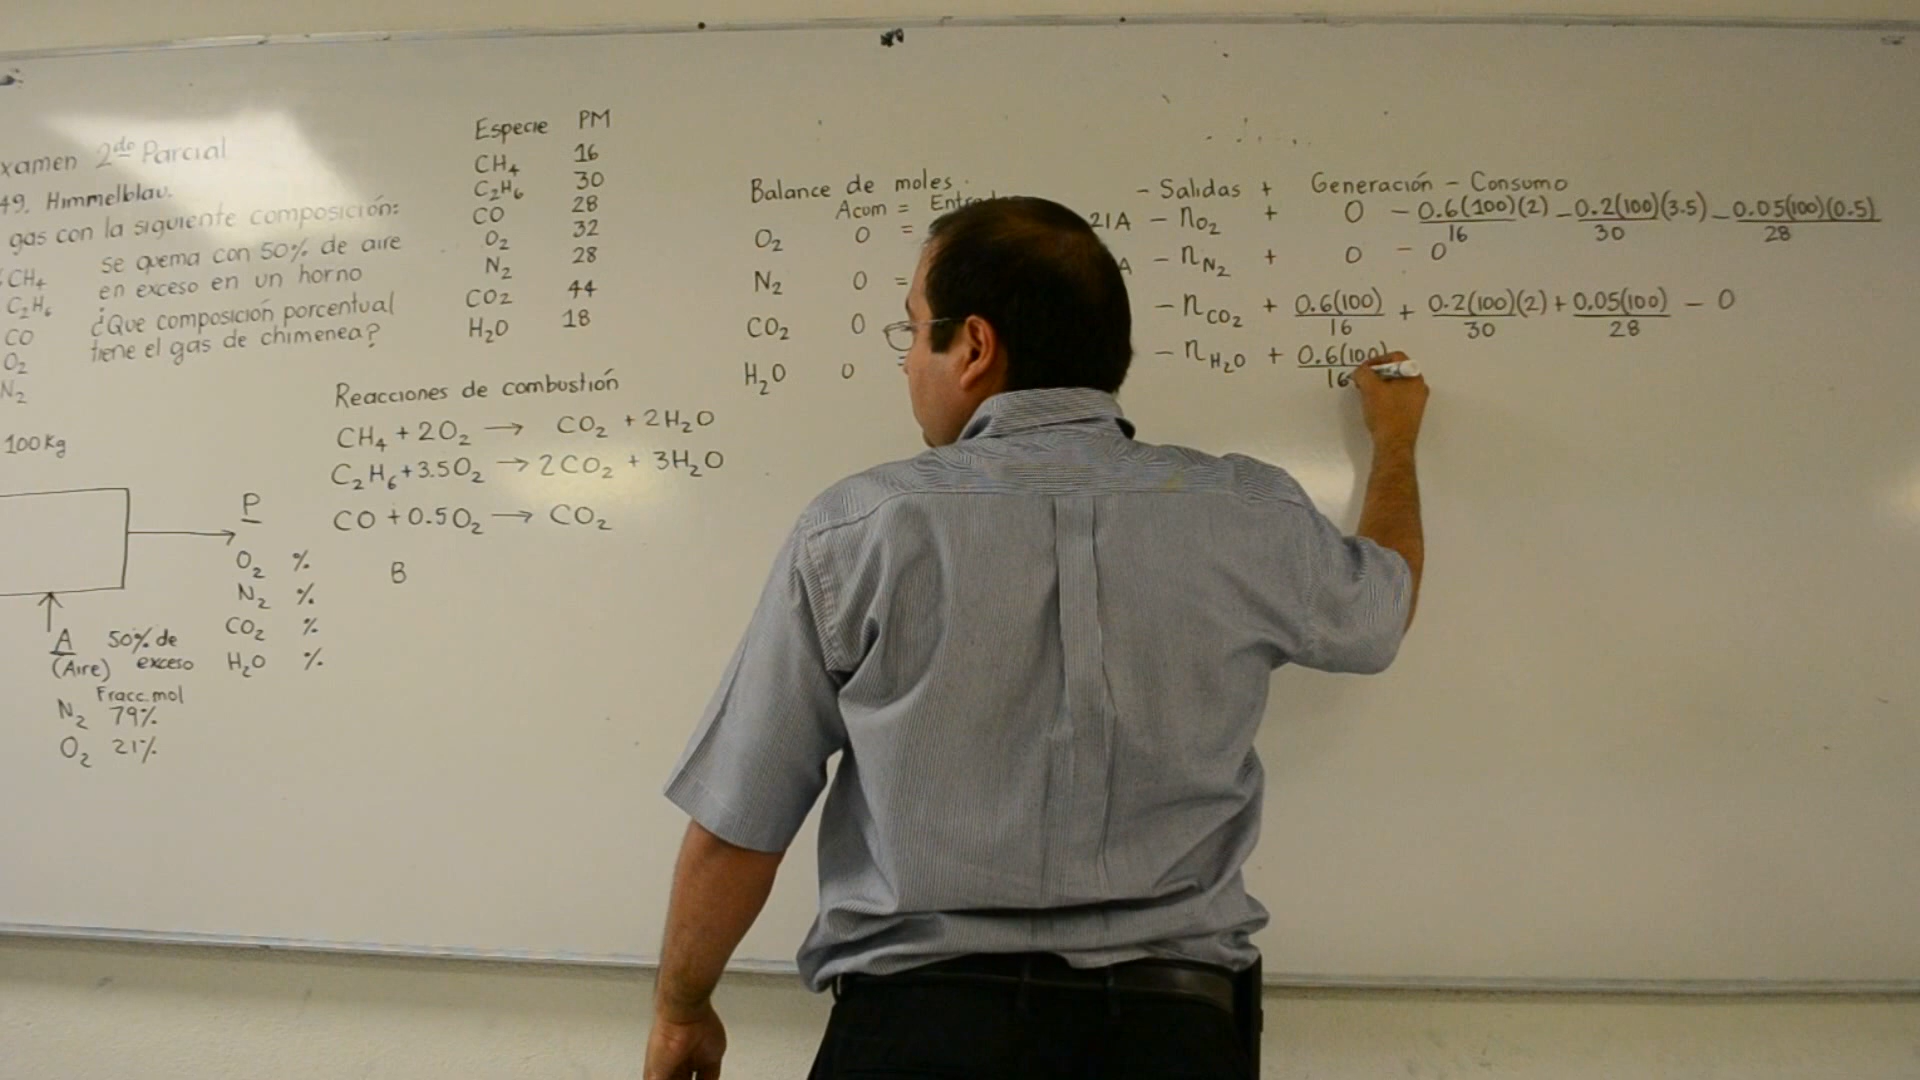 xamen 2do Parcial
49. Himmelblau.
gas con la siguiente composición:
CH4 se quema con 50% de aire
C2H6 en exceso en un horno
CO ¿Que composición porcentual
O2 tiene el gas de chimenea?
N2
100 Kg
P
O2 %
N2 %
CO2 %
H2O %
A 50% de
(Aire) exceso
Fracc. mol
N2 79%
O2 21%
Especie PM
CH4 16
C2H6 30
CO 28
O2 32
N2 28
CO2 44
H2O 18
Reacciones de combustión
CH4 + 2O2 → CO2 + 2H2O
C2H6 + 3.5O2 → 2CO2 + 3H2O
CO + 0.5O2 → CO2
B
Balance de moles.
Acom = - Salidas + Generación - Consumo
O2 0 = 21A - nO2 + 0 - 0.6(100)(2)/16 - 0.2(100)(3.5)/30 - 0.05(100)(0.5)/28
N2 0 = A - nN2 + 0 - 0
CO2 0 - nCO2 + 0.6(100)/16 + 0.2(100)(2)/30 + 0.05(100)/28 - 0
H2O 0 = - nH2O + 0.6(100)/16